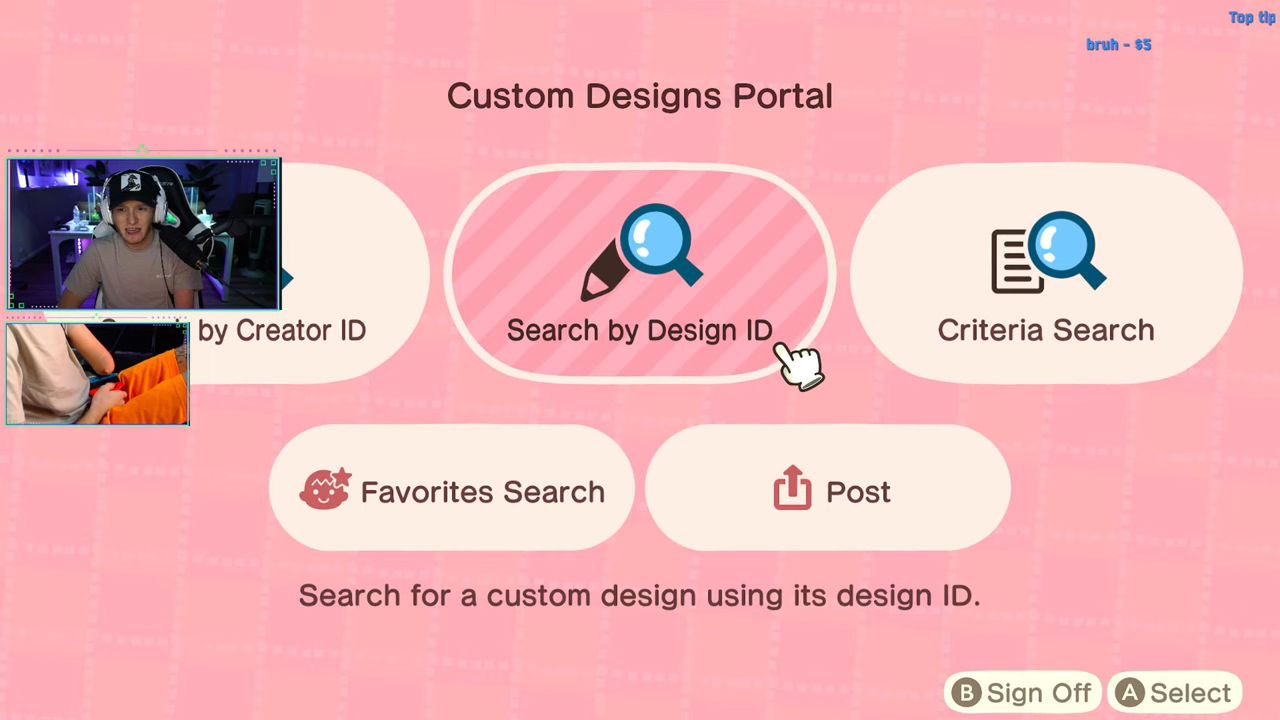 Top tip
bruh - $5
Custom Designs Portal
by Creator ID
Search by Design ID
Criteria Search
Favorites Search
Post
Search for a custom design using its design ID.
B Sign Off
A Select